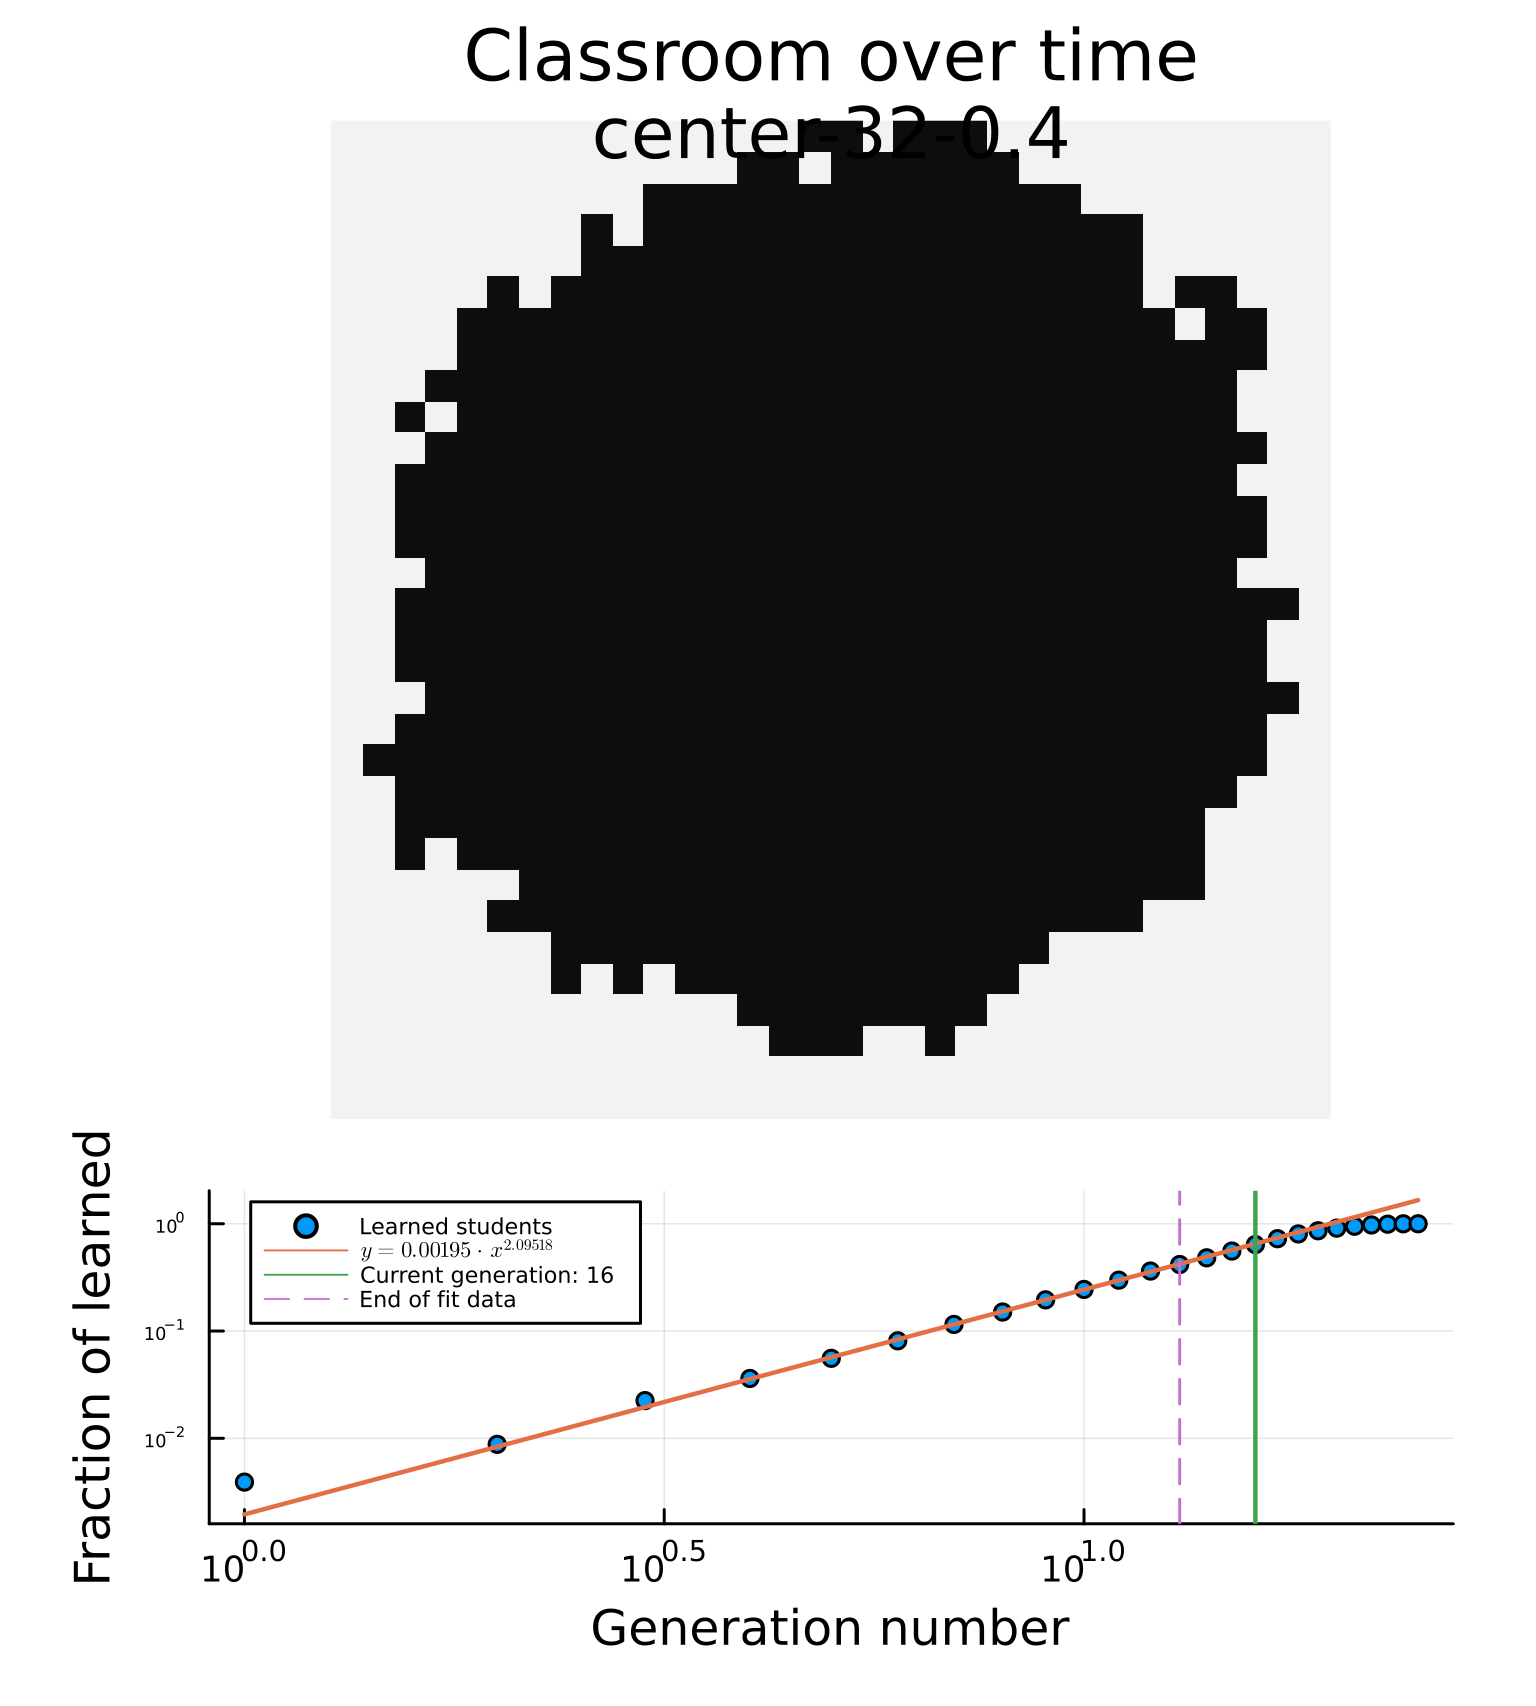 Classroom over time
center-32-0.4
Fraction of learned
10^0
10^-1
10^-2
Learned students
y = 0.00195 · x^2.09518
Current generation: 16
End of fit data
10^0.0
10^0.5
10^1.0
Generation number